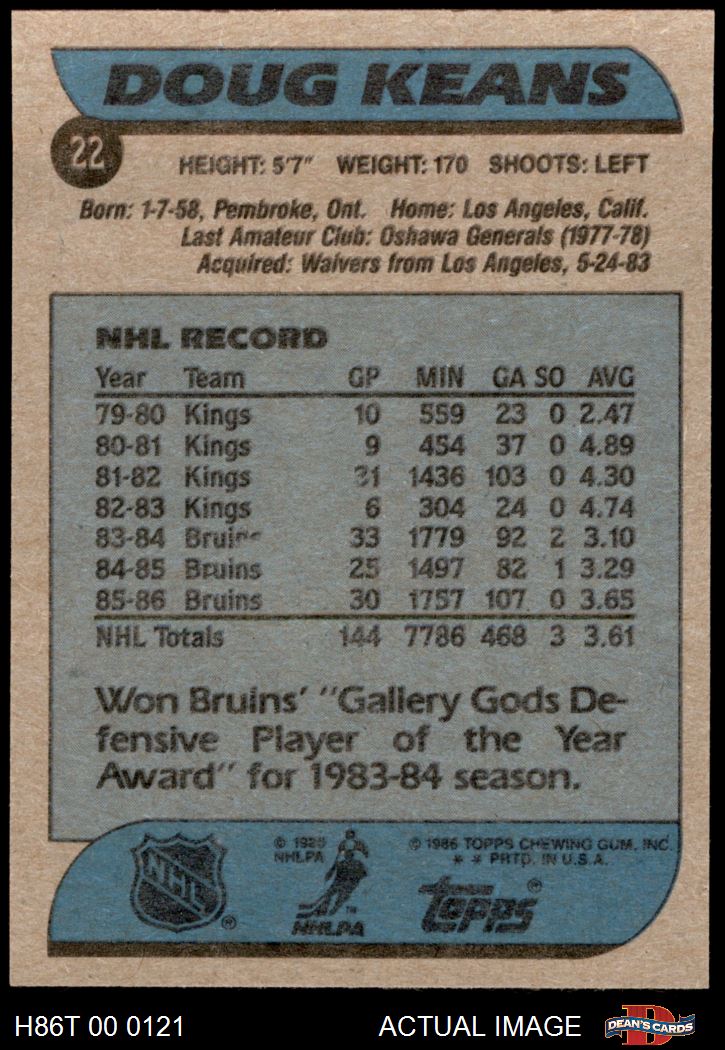 DOUG KEANS
22
HEIGHT: 5'7" WEIGHT: 170 SHOOTS: LEFT
Born: 1-7-58, Pembroke, Ont. Home: Los Angeles, Calif.
Last Amateur Club: Oshawa Generals (1977-78)
Acquired: Waivers from Los Angeles, 5-24-83
NHL RECORD
Year Team GP MIN GA SO AVG
79-80 Kings 10 559 23 0 2.47
80-81 Kings 9 454 37 0 4.89
81-82 Kings 31 1436 103 0 4.30
82-83 Kings 6 304 24 0 4.74
83-84 Bruins 33 1779 92 2 3.10
84-85 Bruins 25 1497 82 1 3.29
85-86 Bruins 30 1757 107 0 3.65
NHL Totals 144 7786 468 3 3.61
Won Bruins' "Gallery Gods De-
fensive Player of the Year
Award" for 1983-84 season.
NHL ®
©
NHLPA
™
NHLPA
© 1986 TOPPS CHEWING GUM, INC.
* * PRTD. IN U.S.A.
TOPPS ®
H86T 00 0121 ACTUAL IMAGE
D
DEAN'S CARDS